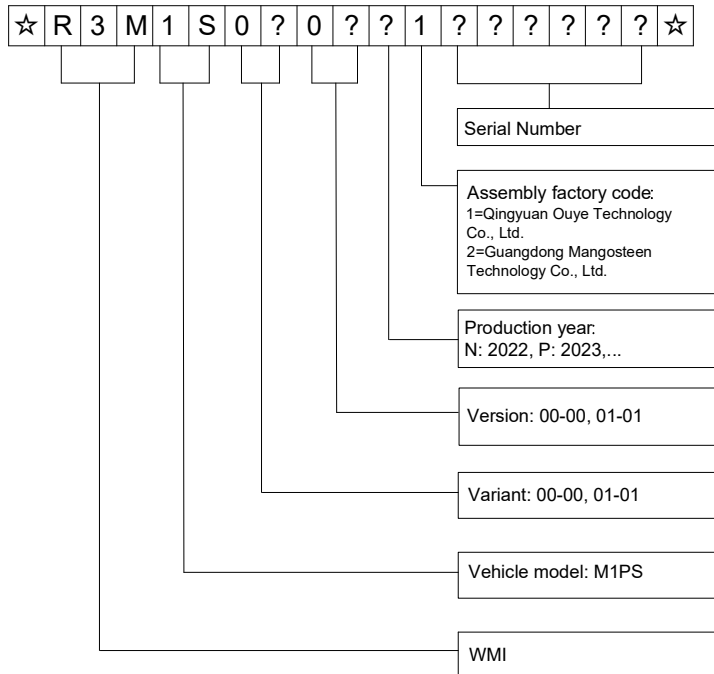 ☆ R 3 M 1 S 0 ? 0 ? ? 1 ? ? ? ? ? ? ☆
Serial Number
Assembly factory code:
1=Qingyuan Ouye Technology
Co., Ltd.
2=Guangdong Mangosteen
Technology Co., Ltd.
Production year:
N: 2022, P: 2023,...
Version: 00-00, 01-01
Variant: 00-00, 01-01
Vehicle model: M1PS
WMI